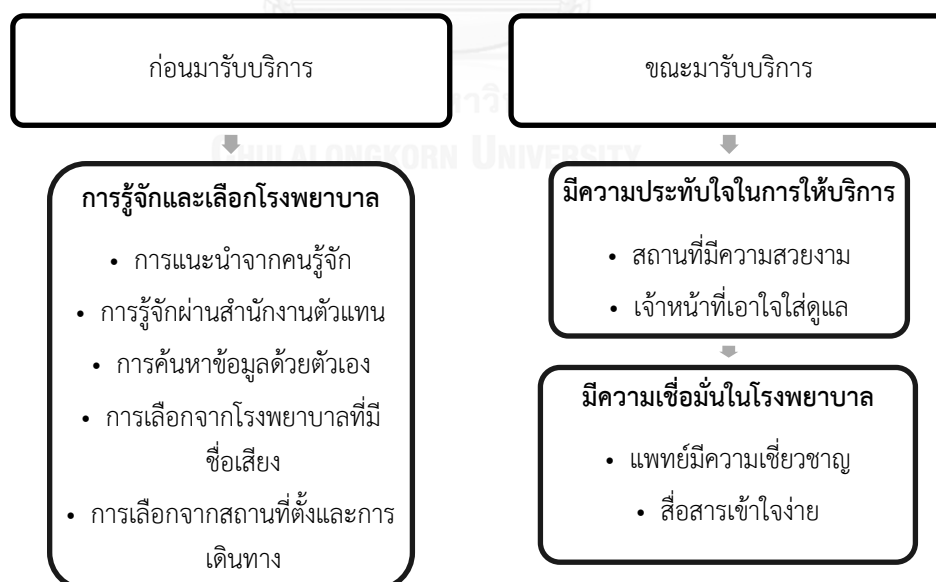 ก่อนมารับบริการ
การรู้จักและเลือกโรงพยาบาล
• การแนะนำจากคนรู้จัก
• การรู้จักผ่านสำนักงานตัวแทน
• การค้นหาข้อมูลด้วยตัวเอง
• การเลือกจากโรงพยาบาลที่มี
ชื่อเสียง
• การเลือกจากสถานที่ตั้งและการ
เดินทาง
ขณะมารับบริการ
มีความประทับใจในการให้บริการ
• สถานที่มีความสวยงาม
• เจ้าหน้าที่เอาใจใส่ดูแล
มีความเชื่อมั่นในโรงพยาบาล
• แพทย์มีความเชี่ยวชาญ
• สื่อสารเข้าใจง่าย
CHULALONGKORN UNIVERSITY